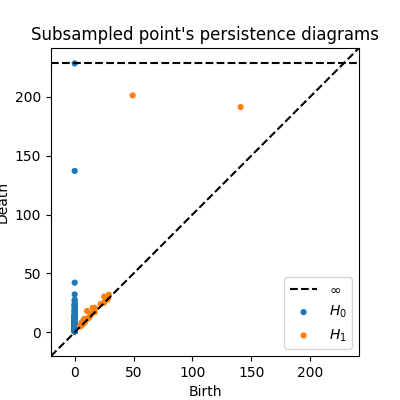 Subsampled point's persistence diagrams
Death
200
150
100
50
0
∞
H₀
H₁
0 50 100 150 200
Birth